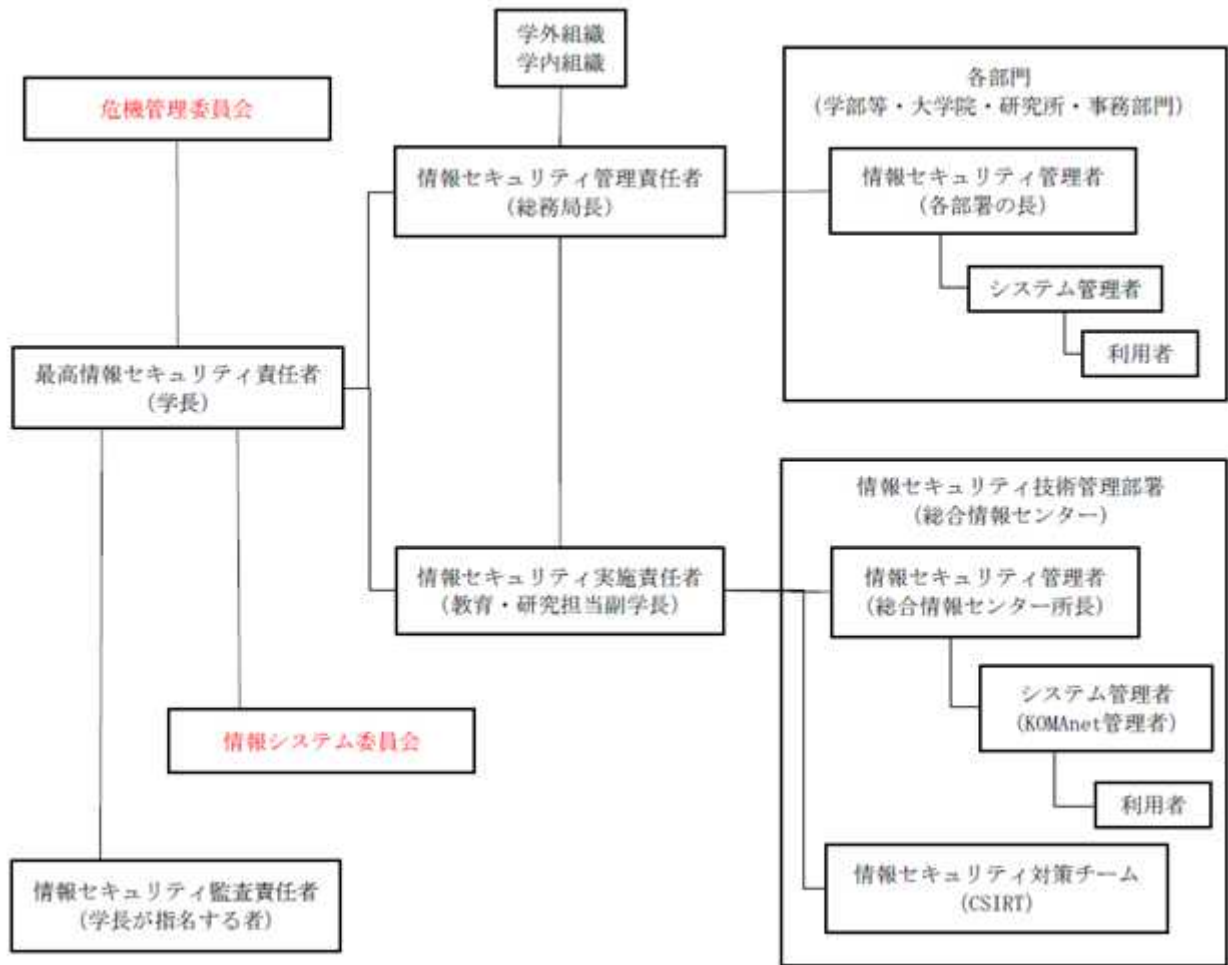 学外組織
学内組織
危機管理委員会
情報セキュリティ管理責任者
(総務局長)
各部門
(学部等・大学院・研究所・事務部門)
情報セキュリティ管理者
(各部署の長)
システム管理者
利用者
最高情報セキュリティ責任者
(学長)
情報セキュリティ実施責任者
(教育・研究担当副学長)
情報セキュリティ技術管理部署
(総合情報センター)
情報セキュリティ管理者
(総合情報センター所長)
システム管理者
(KOMAnet管理者)
利用者
情報セキュリティ対策チーム
(CSIRT)
情報システム委員会
情報セキュリティ監査責任者
(学長が指名する者)